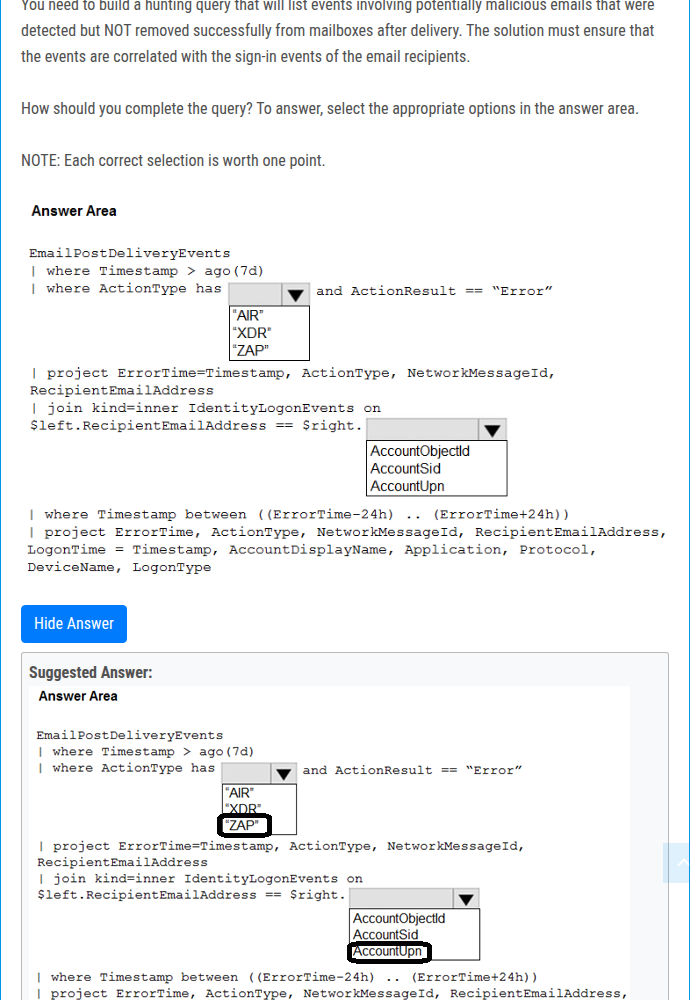 You need to build a hunting query that will list events involving potentially malicious emails that were
detected but NOT removed successfully from mailboxes after delivery. The solution must ensure that
the events are correlated with the sign-in events of the email recipients.
How should you complete the query? To answer, select the appropriate options in the answer area.
NOTE: Each correct selection is worth one point.
Answer Area
EmailPostDeliveryEvents
| where Timestamp > ago(7d)
| where ActionType has and ActionResult == “Error”
"AIR"
"XDR"
"ZAP"
| project ErrorTime=Timestamp, ActionType, NetworkMessageId,
RecipientEmailAddress
| join kind=inner IdentityLogonEvents on
$left.RecipientEmailAddress == $right.
AccountObjectId
AccountSid
AccountUpn
| where Timestamp between ((ErrorTime-24h) .. (ErrorTime+24h))
| project ErrorTime, ActionType, NetworkMessageId, RecipientEmailAddress,
LogonTime = Timestamp, AccountDisplayName, Application, Protocol,
DeviceName, LogonType
Hide Answer
Suggested Answer:
Answer Area
EmailPostDeliveryEvents
| where Timestamp > ago(7d)
| where ActionType has and ActionResult == “Error”
"AIR"
"XDR"
"ZAP"
| project ErrorTime=Timestamp, ActionType, NetworkMessageId,
RecipientEmailAddress
| join kind=inner IdentityLogonEvents on
$left.RecipientEmailAddress == $right.
AccountObjectId
AccountSid
AccountUpn
| where Timestamp between ((ErrorTime-24h) .. (ErrorTime+24h))
| project ErrorTime, ActionType, NetworkMessageId, RecipientEmailAddress,